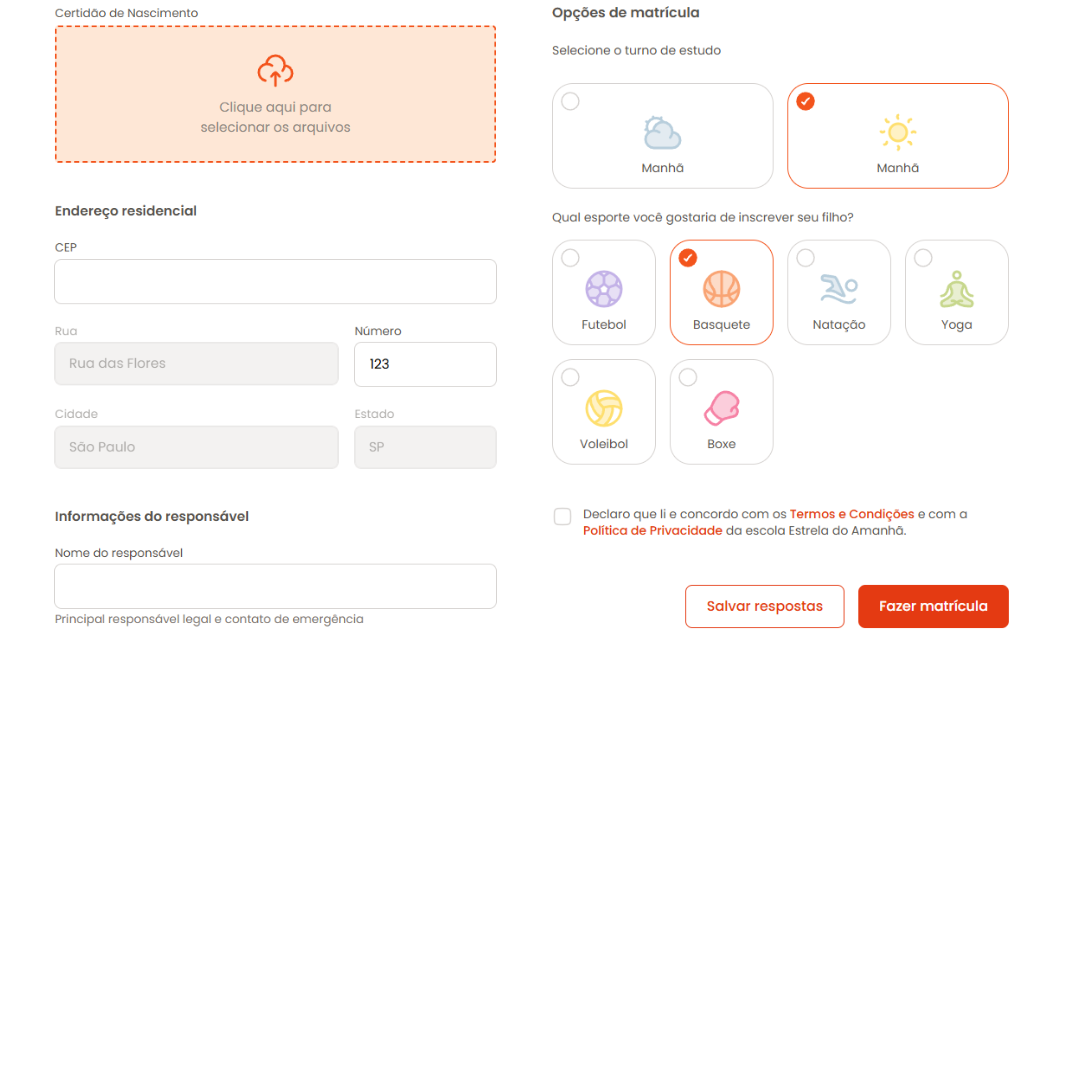 Certidão de Nascimento
Clique aqui para
selecionar os arquivos
Endereço residencial
CEP
Rua
Número
Rua das Flores
123
Cidade
Estado
São Paulo
SP
Informações do responsável
Nome do responsável
Principal responsável legal e contato de emergência
Opções de matrícula
Selecione o turno de estudo
Manhã
Manhã
Qual esporte você gostaria de inscrever seu filho?
Futebol
Basquete
Natação
Yoga
Voleibol
Boxe
Declaro que li e concordo com os Termos e Condições e com a
Política de Privacidade da escola Estrela do Amanhã.
Salvar respostas
Fazer matrícula